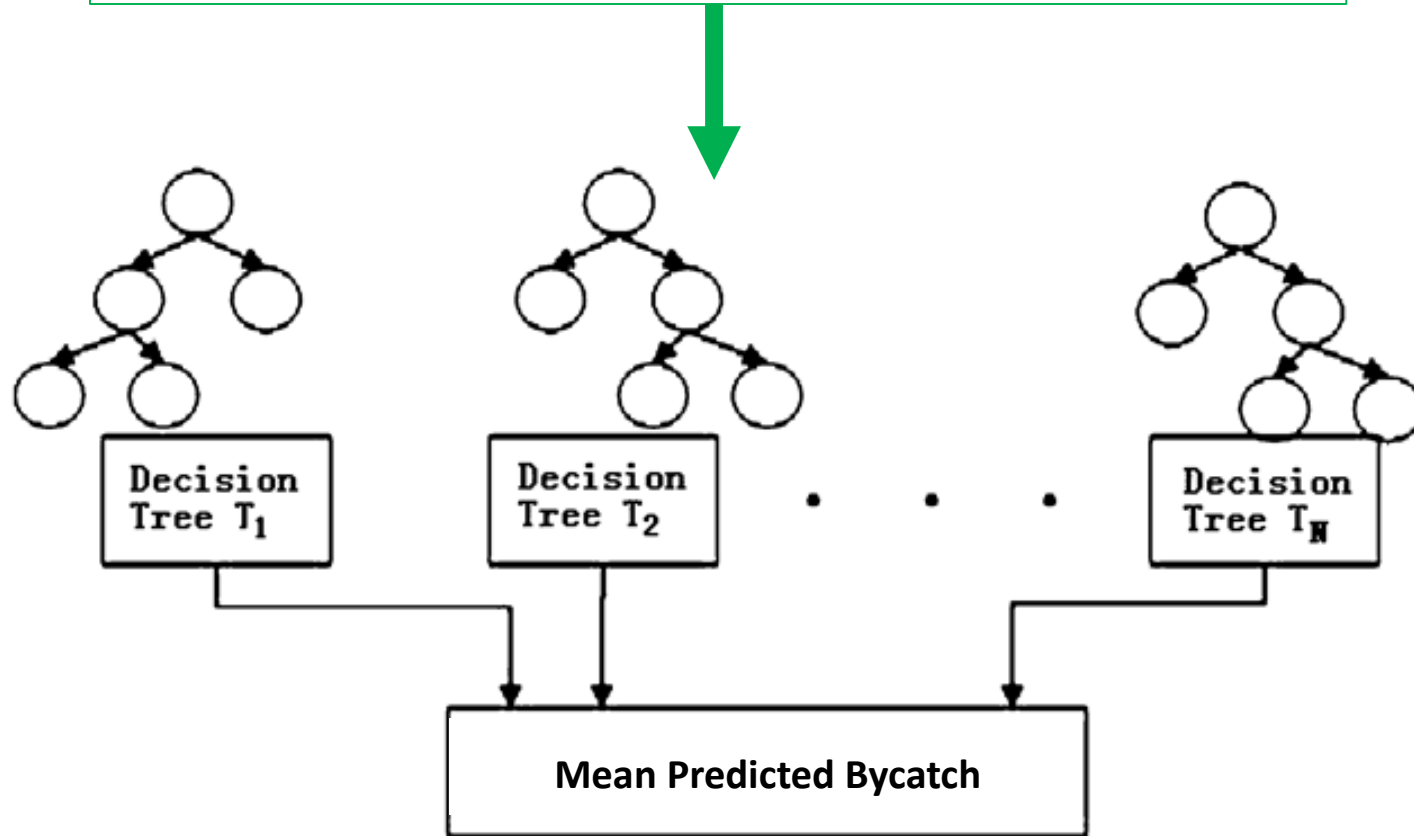 Decision
Tree T1
Decision
Tree T2
Decision
Tree TN
Mean Predicted Bycatch